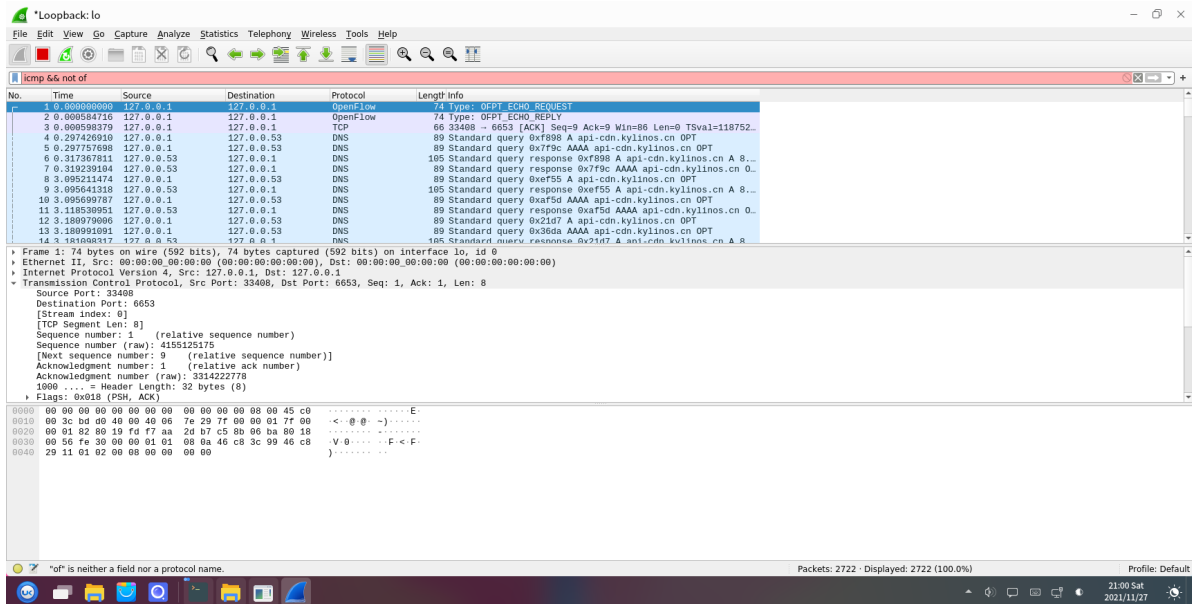 *Loopback: lo
File Edit View Go Capture Analyze Statistics Telephony Wireless Tools Help
icmp && not of
No. Time Source Destination Protocol Length Info
1 0.000000000 127.0.0.1 127.0.0.1 OpenFlow 74 Type: OFPT_ECHO_REQUEST
2 0.000584716 127.0.0.1 127.0.0.1 OpenFlow 74 Type: OFPT_ECHO_REPLY
3 0.000598379 127.0.0.1 127.0.0.1 TCP 66 33408 → 6653 [ACK] Seq=9 Ack=9 Win=86 Len=0 TSval=118752…
4 0.297426910 127.0.0.1 127.0.0.53 DNS 89 Standard query 0xf898 A api-cdn.kylinos.cn OPT
5 0.297757698 127.0.0.1 127.0.0.53 DNS 89 Standard query 0x7f9c AAAA api-cdn.kylinos.cn OPT
6 0.317367811 127.0.0.53 127.0.0.1 DNS 105 Standard query response 0xf898 A api-cdn.kylinos.cn A 8.…
7 0.319239104 127.0.0.53 127.0.0.1 DNS 89 Standard query response 0x7f9c AAAA api-cdn.kylinos.cn O…
8 3.095211474 127.0.0.1 127.0.0.53 DNS 89 Standard query 0xef55 A api-cdn.kylinos.cn OPT
9 3.095641318 127.0.0.53 127.0.0.1 DNS 105 Standard query response 0xef55 A api-cdn.kylinos.cn A 8.…
10 3.095699787 127.0.0.1 127.0.0.53 DNS 89 Standard query 0xaf5d AAAA api-cdn.kylinos.cn OPT
11 3.118530951 127.0.0.53 127.0.0.1 DNS 89 Standard query response 0xaf5d AAAA api-cdn.kylinos.cn O…
12 3.180979006 127.0.0.1 127.0.0.53 DNS 89 Standard query 0x21d7 A api-cdn.kylinos.cn OPT
13 3.180991091 127.0.0.1 127.0.0.53 DNS 89 Standard query 0x36da AAAA api-cdn.kylinos.cn OPT
14 3.181098317 127.0.0.53 127.0.0.1 DNS 105 Standard query response 0x21d7 A api-cdn.kylinos.cn A 8
Frame 1: 74 bytes on wire (592 bits), 74 bytes captured (592 bits) on interface lo, id 0
Ethernet II, Src: 00:00:00_00:00:00 (00:00:00:00:00:00), Dst: 00:00:00_00:00:00 (00:00:00:00:00:00)
Internet Protocol Version 4, Src: 127.0.0.1, Dst: 127.0.0.1
Transmission Control Protocol, Src Port: 33408, Dst Port: 6653, Seq: 1, Ack: 1, Len: 8
Source Port: 33408
Destination Port: 6653
[Stream index: 0]
[TCP Segment Len: 8]
Sequence number: 1 (relative sequence number)
Sequence number (raw): 4155125175
[Next sequence number: 9 (relative sequence number)]
Acknowledgment number: 1 (relative ack number)
Acknowledgment number (raw): 3314222778
1000 .... = Header Length: 32 bytes (8)
Flags: 0x018 (PSH, ACK)
0000 00 00 00 00 00 00 00 00 00 00 00 00 08 00 45 c0 ········ ······E·
0010 00 3c bd d0 40 00 40 06 7e 29 7f 00 00 01 7f 00 ·<··@·@· ~)······
0020 00 01 82 80 19 fd f7 aa 2d b7 c5 8b 06 ba 80 18 ········ -·······
0030 00 56 fe 30 00 00 01 01 08 0a 46 c8 3c 99 46 c8 ·V·0···· ··F·<·F·
0040 29 11 01 02 00 08 00 00 00 00 )······· ··
"of" is neither a field nor a protocol name.
Packets: 2722 · Displayed: 2722 (100.0%)
Profile: Default
21:00 Sat
2021/11/27